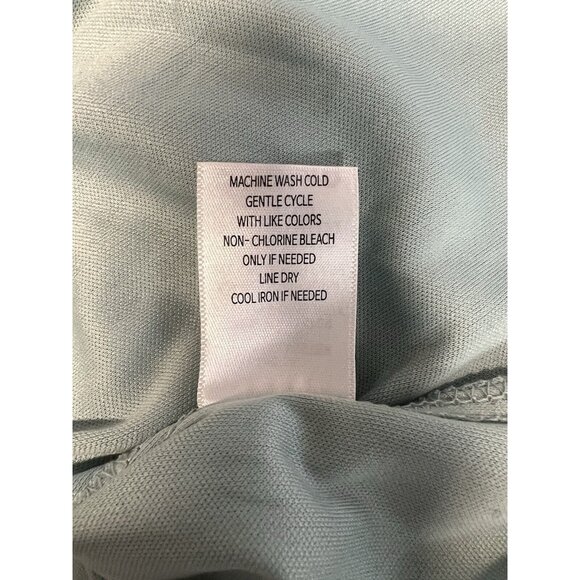 MACHINE WASH COLD
GENTLE CYCLE
WITH LIKE COLORS
NON- CHLORINE BLEACH
ONLY IF NEEDED
LINE DRY
COOL IRON IF NEEDED